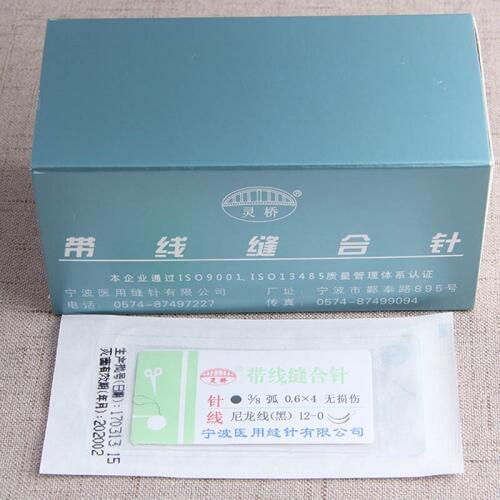 灵桥
®
带线缝合针
本企业通过ISO9001,ISO13485质量管理体系认证
宁波医用缝针有限公司 厂址: 宁波市鄞奉路895号
电话 0574-87497227 传真: 0574-87499094
生产批号(日期): 170313 15
灭菌有效期(年月): 202002
灵桥
®
带线缝合针
针 ● 3/8 弧 0.6×4 无损伤
线 尼龙线(黑) 12-0
宁波医用缝针有限公司